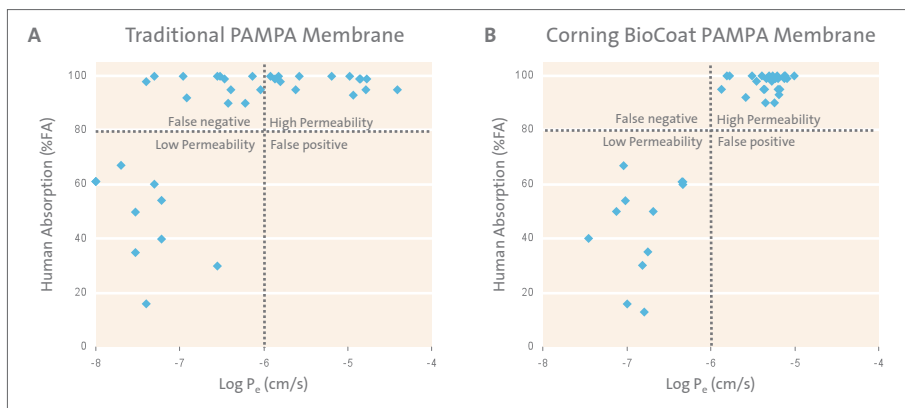 A Traditional PAMPA Membrane
Human Absorption (%FA)
100
80
60
40
20
0
False negative High Permeability
Low Permeability False positive
-8 -7 -6 -5 -4
Log Pe (cm/s)
B Corning BioCoat PAMPA Membrane
Human Absorption (%FA)
100
80
60
40
20
0
False negative High Permeability
Low Permeability False positive
-8 -7 -6 -5 -4
Log Pe (cm/s)